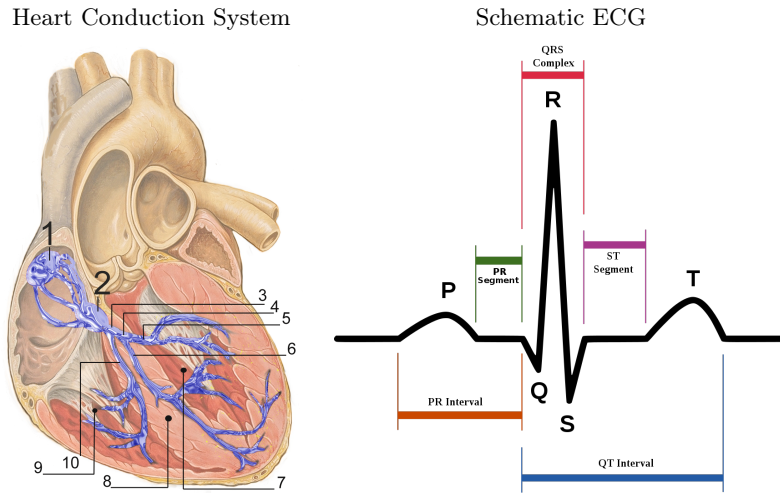 Heart Conduction System
1
2
3
4
5
6
10
9
8
7
Schematic ECG
QRS
Complex
R
PR
Segment
ST
Segment
P
T
Q
S
PR Interval
QT Interval